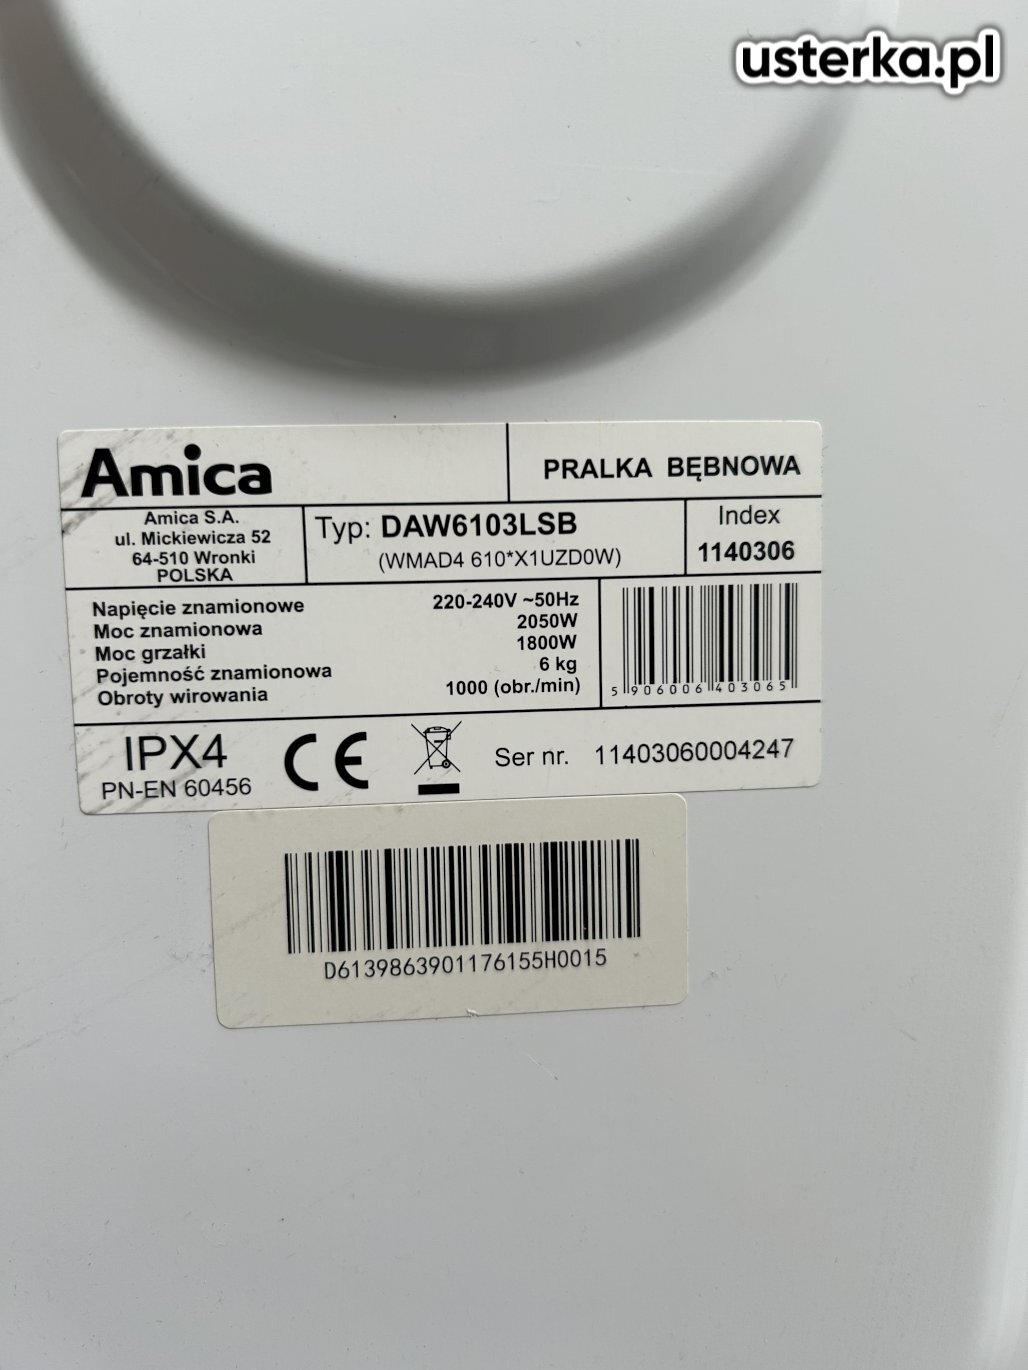 usterka.pl
Amica
PRALKA BĘBNOWA
Amica S.A.
ul. Mickiewicza 52
64-510 Wronki
POLSKA
Typ: DAW6103LSB
(WMAD4 610*X1UZD0W)
Index
1140306
Napięcie znamionowe 220-240V ~50Hz
Moc znamionowa 2050W
Moc grzałki 1800W
Pojemność znamionowa 6 kg
Obroty wirowania 1000 (obr./min)
5 906006 403065
IPX4
PN-EN 60456
CE
Ser nr. 11403060004247
D6139863901176155H0015